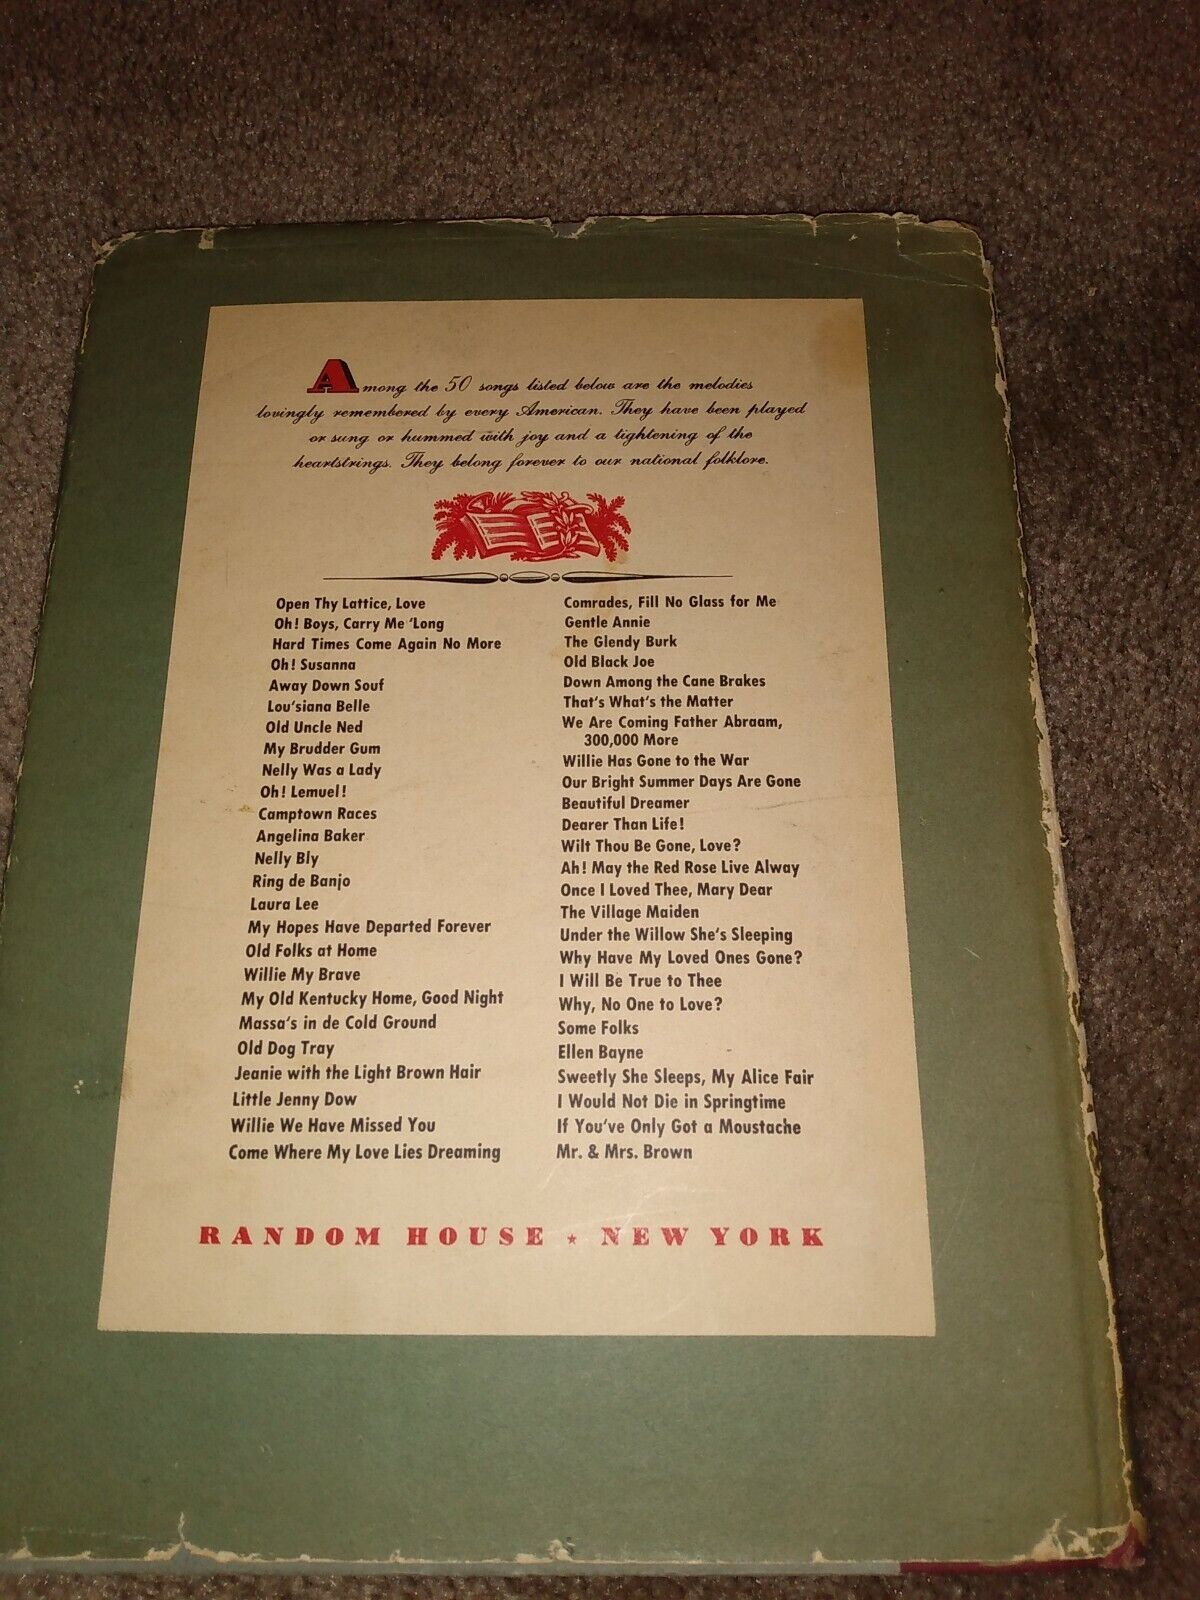 Among the 50 songs listed below are the melodies
lovingly remembered by every American. They have been played
or sung or hummed with joy and a tightening of the
heartstrings. They belong forever to our national folklore.
Open Thy Lattice, Love
Oh! Boys, Carry Me 'Long
Hard Times Come Again No More
Oh! Susanna
Away Down Souf
Lou'siana Belle
Old Uncle Ned
My Brudder Gum
Nelly Was a Lady
Oh! Lemuel!
Camptown Races
Angelina Baker
Nelly Bly
Ring de Banjo
Laura Lee
My Hopes Have Departed Forever
Old Folks at Home
Willie My Brave
My Old Kentucky Home, Good Night
Massa's in de Cold Ground
Old Dog Tray
Jeanie with the Light Brown Hair
Little Jenny Dow
Willie We Have Missed You
Come Where My Love Lies Dreaming
Comrades, Fill No Glass for Me
Gentle Annie
The Glendy Burk
Old Black Joe
Down Among the Cane Brakes
That's What's the Matter
We Are Coming Father Abraam,
300,000 More
Willie Has Gone to the War
Our Bright Summer Days Are Gone
Beautiful Dreamer
Dearer Than Life!
Wilt Thou Be Gone, Love?
Ah! May the Red Rose Live Alway
Once I Loved Thee, Mary Dear
The Village Maiden
Under the Willow She's Sleeping
Why Have My Loved Ones Gone?
I Will Be True to Thee
Why, No One to Love?
Some Folks
Ellen Bayne
Sweetly She Sleeps, My Alice Fair
I Would Not Die in Springtime
If You've Only Got a Moustache
Mr. & Mrs. Brown
RANDOM HOUSE ★ NEW YORK